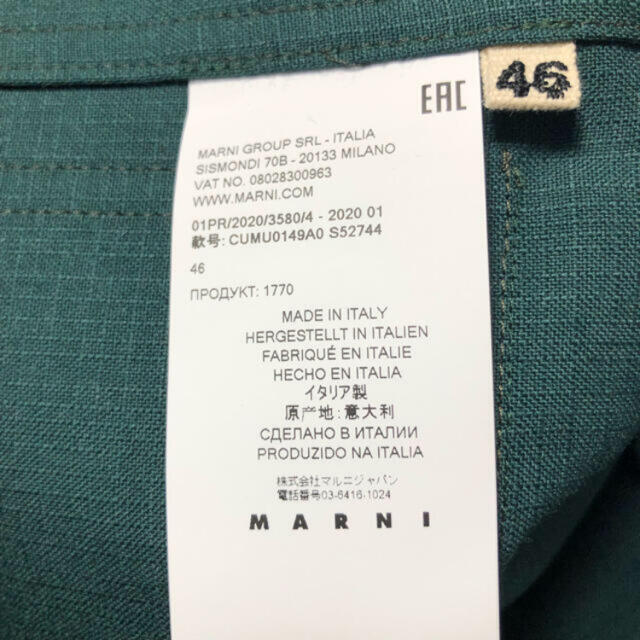 EAC
46
MARNI GROUP SRL - ITALIA
SISMONDI 70B - 20133 MILANO
VAT NO. 08028300963
WWW.MARNI.COM
01PR/2020/3580/4 - 2020 01
款号: CUMU0149A0 S52744
46
ПРОДУКТ: 1770
MADE IN ITALY
HERGESTELLT IN ITALIEN
FABRIQUÉ EN ITALIE
HECHO EN ITALIA
イタリア製
原产地: 意大利
СДЕЛАНО В ИТАЛИИ
PRODUZIDO NA ITALIA
株式会社マルニジャパン
電話番号03-6416-1024
MARNI